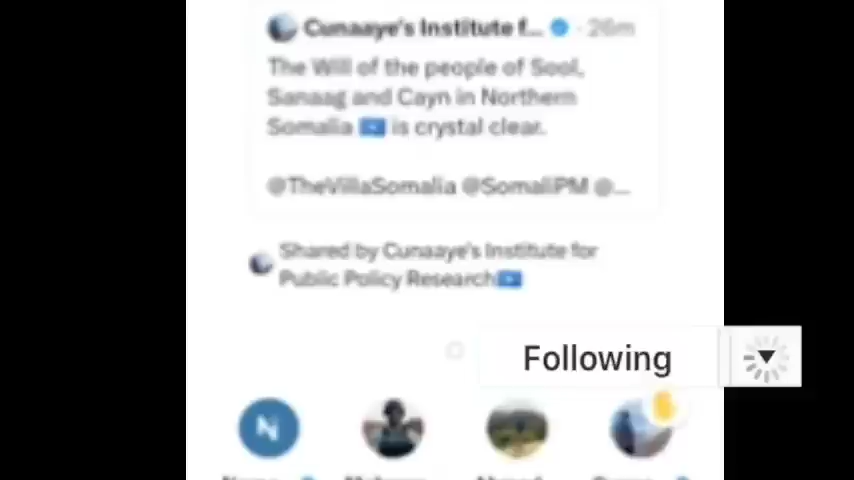 Cunaaye's Institute f... · 26m
The Will of the people of Sool,
Sanaag and Cayn in Northern
Somalia is crystal clear.
@TheVillaSomalia @SomaliPM @...
Shared by Cunaaye's Institute for
Public Policy Research
Following
N